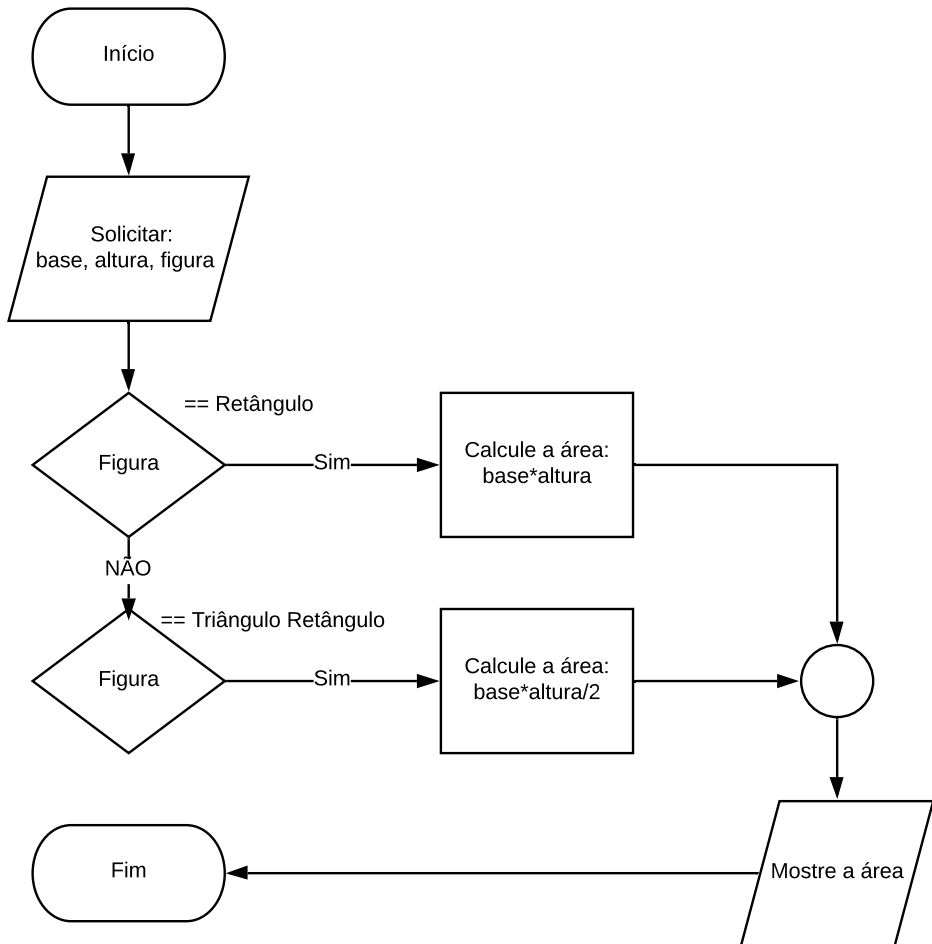 Início
Solicitar:
base, altura, figura
== Retângulo
Figura
Sim
Calcule a área:
base*altura
NÃO
== Triângulo Retângulo
Figura
Sim
Calcule a área:
base*altura/2
Fim
Mostre a área